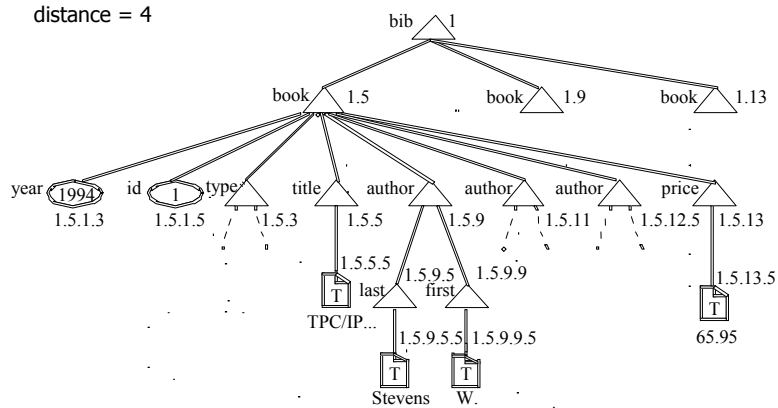 distance = 4
bib 1
book 1.5 book 1.9 book 1.13
year 1994 id 1 type title author author author price
1.5.1.3 1.5.1.5 1.5.3 1.5.5 1.5.9 1.5.11 1.5.12.5 1.5.13
1.5.5.5 1.5.9.5 1.5.9.9 1.5.13.5
T last first T
TPC/IP... 65.95
1.5.9.5.5 1.5.9.9.5
T T
Stevens W.